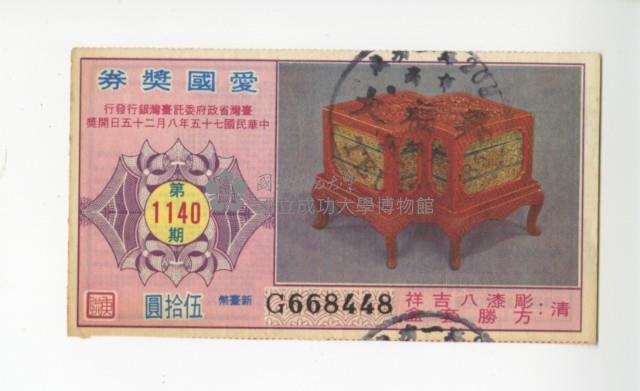 愛國獎券
臺灣省政府委託臺灣銀行發行
中華民國七十五年八月二十五日開獎
第
1140
期
新臺幣 伍拾圓
G668448
清:彫漆八吉祥
方勝套盒
國立成功大學博物館